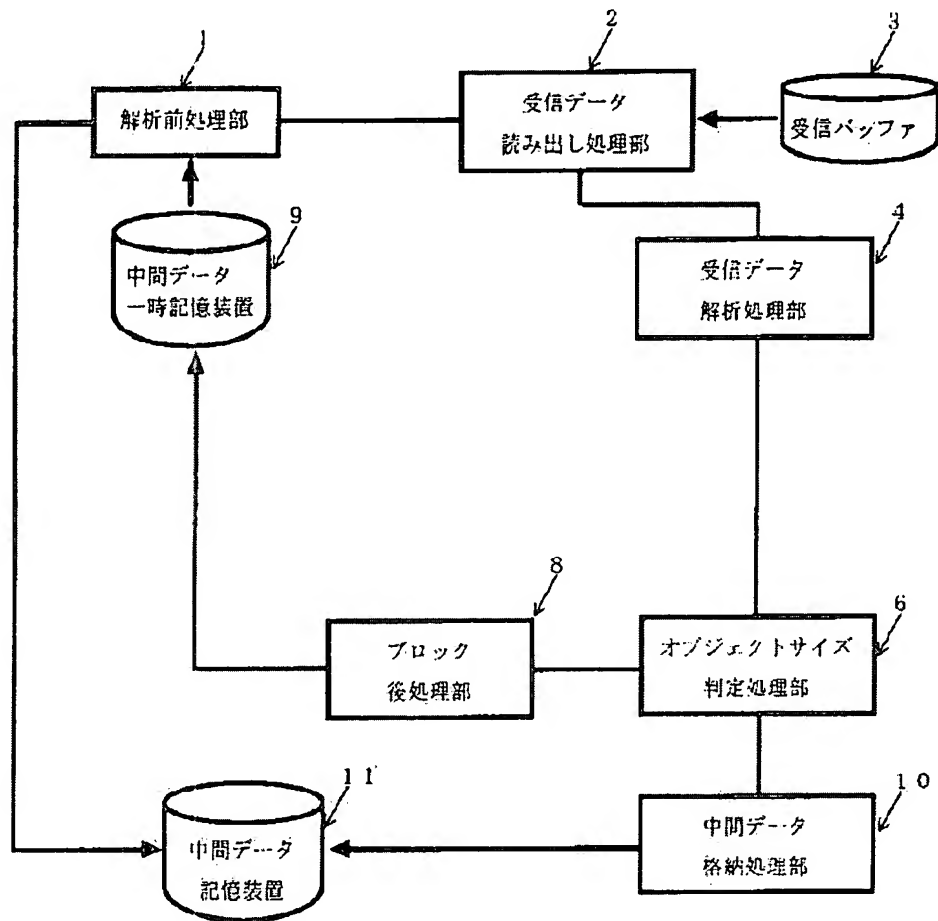 1
解析前処理部
2
受信データ
読み出し処理部
3
受信バッファ
4
受信データ
解析処理部
9
中間データ
一時記憶装置
8
ブロック
後処理部
6
オブジェクトサイズ
判定処理部
11
中間データ
記憶装置
10
中間データ
格納処理部